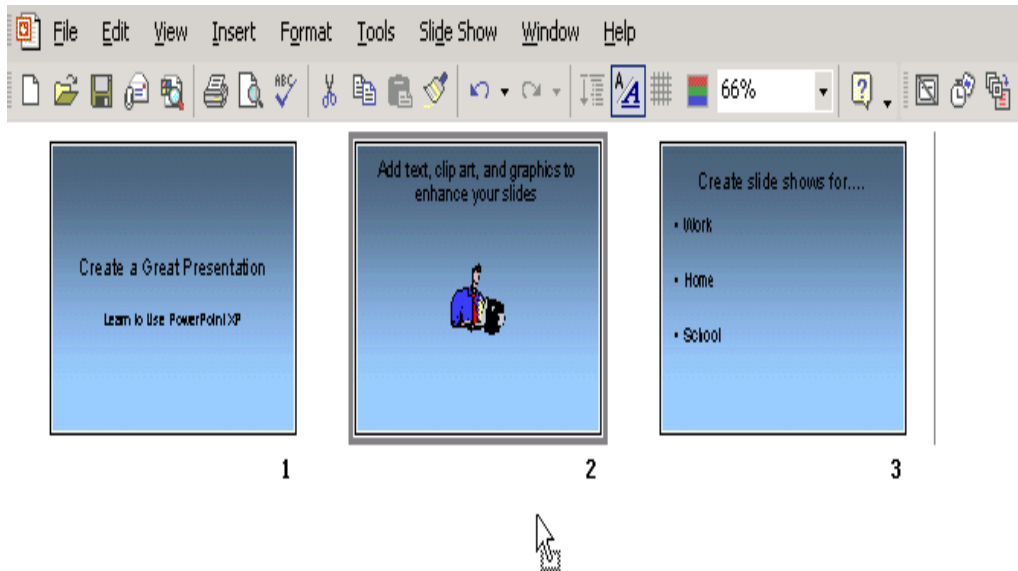 File Edit View Insert Format Tools Slide Show Window Help
ABC A/A 66% ?
Create a Great Presentation
Learn to Use PowerPoint XP
1
Add text, clip art, and graphics to
enhance your slides
2
Create slide shows for....
• Work
• Home
• School
3